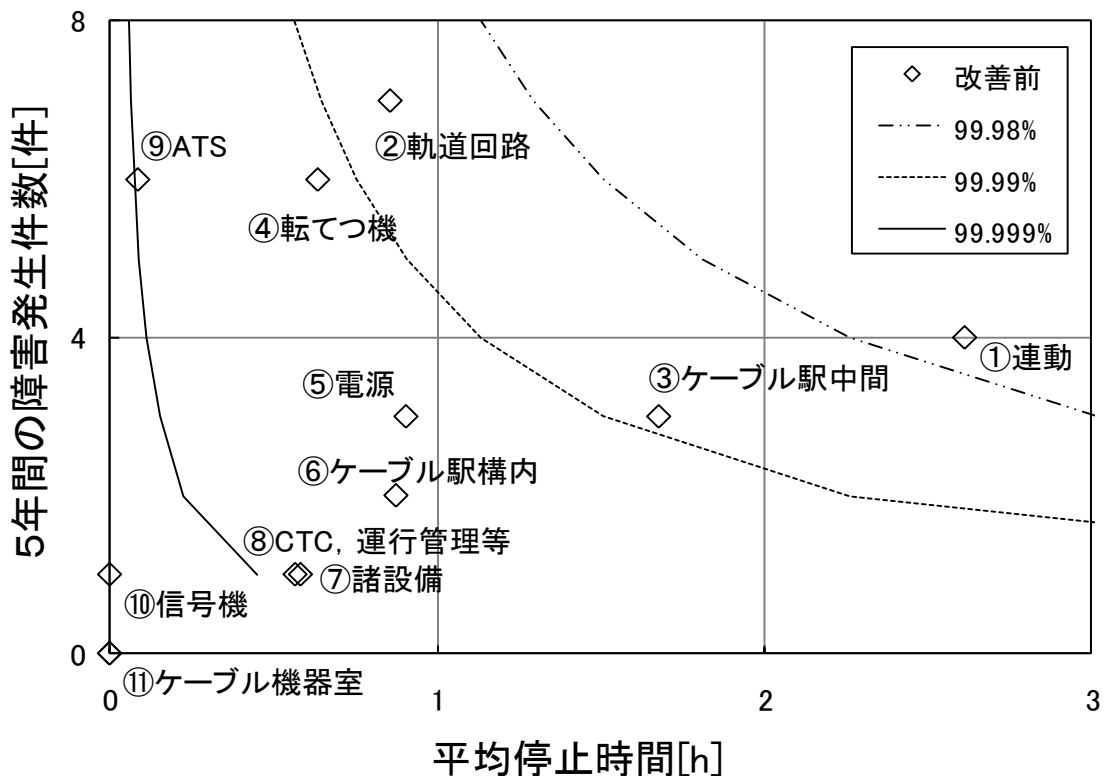 8
4
0
5年間の障害発生件数[件]
◇ 改善前
99.98%
99.99%
99.999%
⑨ATS
②軌道回路
④転てつ機
①連動
③ケーブル駅中間
⑤電源
⑥ケーブル駅構内
⑧CTC, 運行管理等
⑦諸設備
⑩信号機
⑪ケーブル機器室
0
1
2
3
平均停止時間[h]